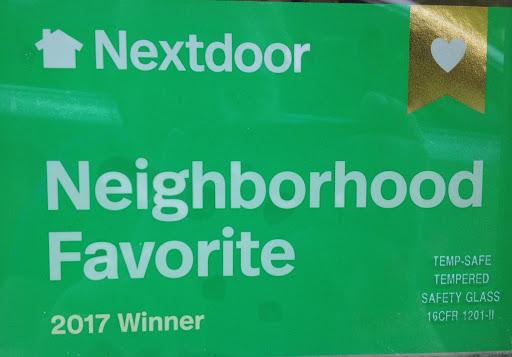 Nextdoor
Neighborhood
Favorite
2017 Winner
TEMP-SAFE
TEMPERED
SAFETY GLASS
16CFR 1201-II